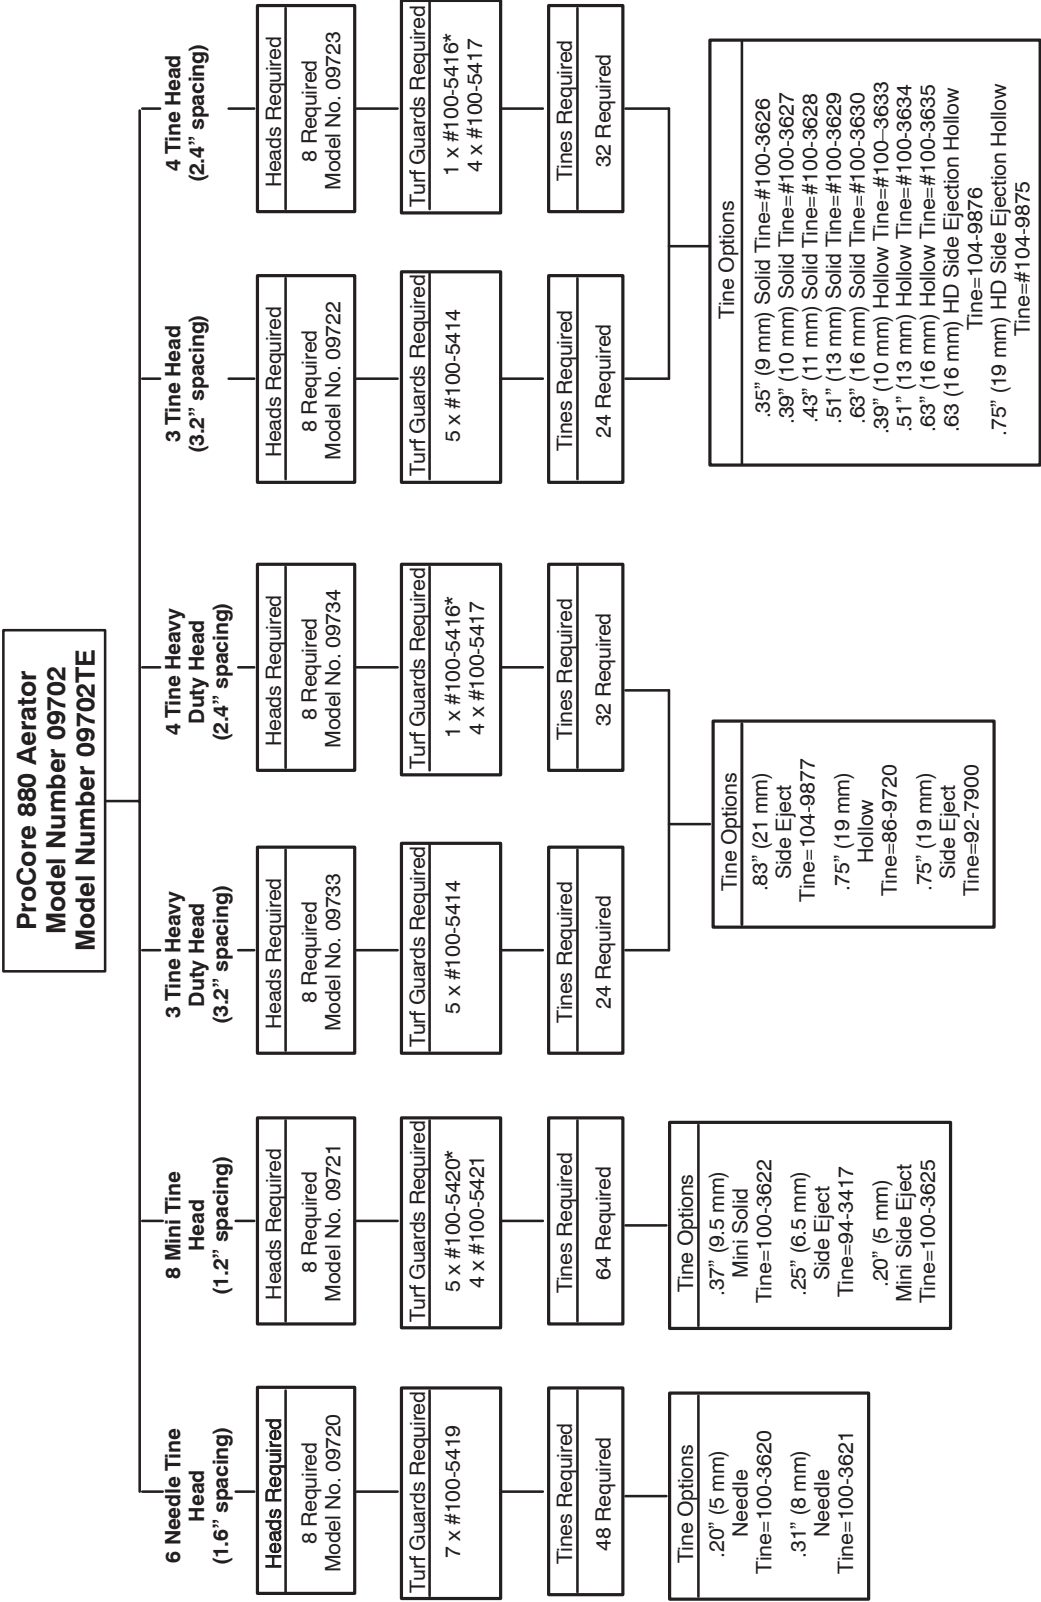 ProCore 880 Aerator
Model Number 09702
Model Number 09702TE
6 Needle Tine
Head
(1.6” spacing)
Heads Required
8 Required
Model No. 09720
Turf Guards Required
7 x #100-5419
Tines Required
48 Required
Tine Options
.20” (5 mm)
Needle
Tine=100-3620
.31” (8 mm)
Needle
Tine=100-3621
8 Mini Tine
Head
(1.2” spacing)
Heads Required
8 Required
Model No. 09721
Turf Guards Required
5 x #100-5420*
4 x #100-5421
Tines Required
64 Required
Tine Options
.37” (9.5 mm)
Mini Solid
Tine=100-3622
.25” (6.5 mm)
Side Eject
Tine=94-3417
.20” (5 mm)
Mini Side Eject
Tine=100-3625
3 Tine Heavy
Duty Head
(3.2” spacing)
Heads Required
8 Required
Model No. 09733
Turf Guards Required
5 x #100-5414
Tines Required
24 Required
4 Tine Heavy
Duty Head
(2.4” spacing)
Heads Required
8 Required
Model No. 09734
Turf Guards Required
1 x #100-5416*
4 x #100-5417
Tines Required
32 Required
Tine Options
.83” (21 mm)
Side Eject
Tine=104-9877
.75” (19 mm)
Hollow
Tine=86-9720
.75” (19 mm)
Side Eject
Tine=92-7900
3 Tine Head
(3.2” spacing)
Heads Required
8 Required
Model No. 09722
Turf Guards Required
5 x #100-5414
Tines Required
24 Required
4 Tine Head
(2.4” spacing)
Heads Required
8 Required
Model No. 09723
Turf Guards Required
1 x #100-5416*
4 x #100-5417
Tines Required
32 Required
Tine Options
.35” (9 mm) Solid Tine=#100-3626
.39” (10 mm) Solid Tine=#100-3627
.43” (11 mm) Solid Tine=#100-3628
.51” (13 mm) Solid Tine=#100-3629
.63” (16 mm) Solid Tine=#100-3630
.39” (10 mm) Hollow Tine=#100–3633
.51” (13 mm) Hollow Tine=#100-3634
.63” (16 mm) Hollow Tine=#100-3635
.63 (16 mm) HD Side Ejection Hollow
Tine=104-9876
.75” (19 mm) HD Side Ejection Hollow
Tine=#104-9875